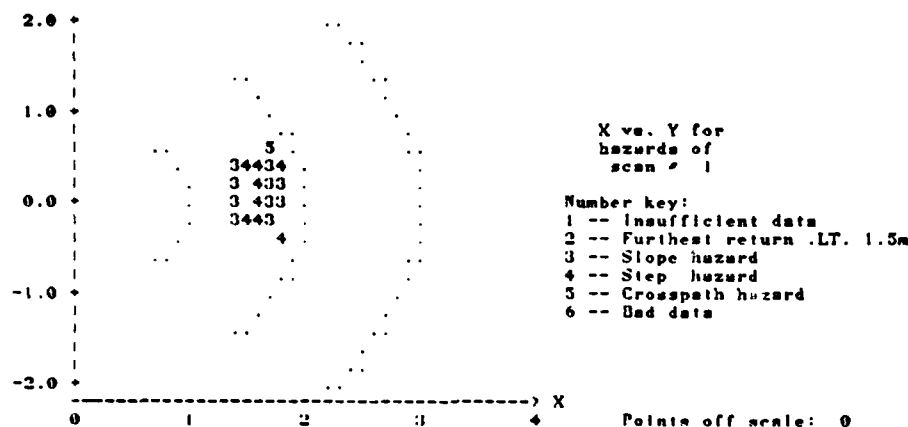 2.0
1.0
0.0
-1.0
-2.0
5
34434
3 433
3 433
3443
4
0 1 2 3 4
X
X vs. Y for
hazards of
scan # 1
Number key:
1 -- Insufficient data
2 -- Furthest return .LT. 1.5m
3 -- Slope hazard
4 -- Step hazard
5 -- Crosspath hazard
6 -- Bad data
Points off scale: 0